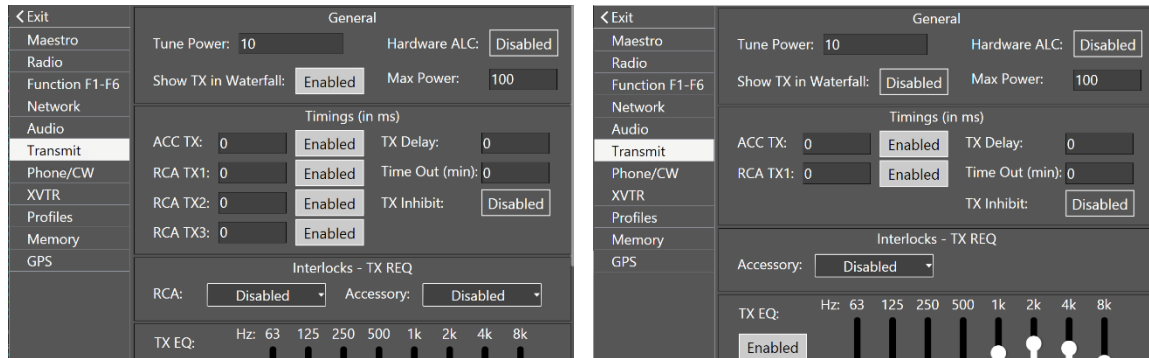 Exit
Maestro
Radio
Function F1-F6
Network
Audio
Transmit
Phone/CW
XVTR
Profiles
Memory
GPS
General
Tune Power: 10 Hardware ALC: Disabled
Show TX in Waterfall: Enabled Max Power: 100
Timings (in ms)
ACC TX: 0 Enabled TX Delay: 0
RCA TX1: 0 Enabled Time Out (min): 0
RCA TX2: 0 Enabled TX Inhibit: Disabled
RCA TX3: 0 Enabled
Interlocks - TX REQ
RCA: Disabled Accessory: Disabled
Hz: 63 125 250 500 1k 2k 4k 8k
TX EQ:
Exit
Maestro
Radio
Function F1-F6
Network
Audio
Transmit
Phone/CW
XVTR
Profiles
Memory
GPS
General
Tune Power: 10 Hardware ALC: Disabled
Show TX in Waterfall: Disabled Max Power: 100
Timings (in ms)
ACC TX: 0 Enabled TX Delay: 0
RCA TX1: 0 Enabled Time Out (min): 0
TX Inhibit: Disabled
Interlocks - TX REQ
Accessory: Disabled
Hz: 63 125 250 500 1k 2k 4k 8k
TX EQ:
Enabled